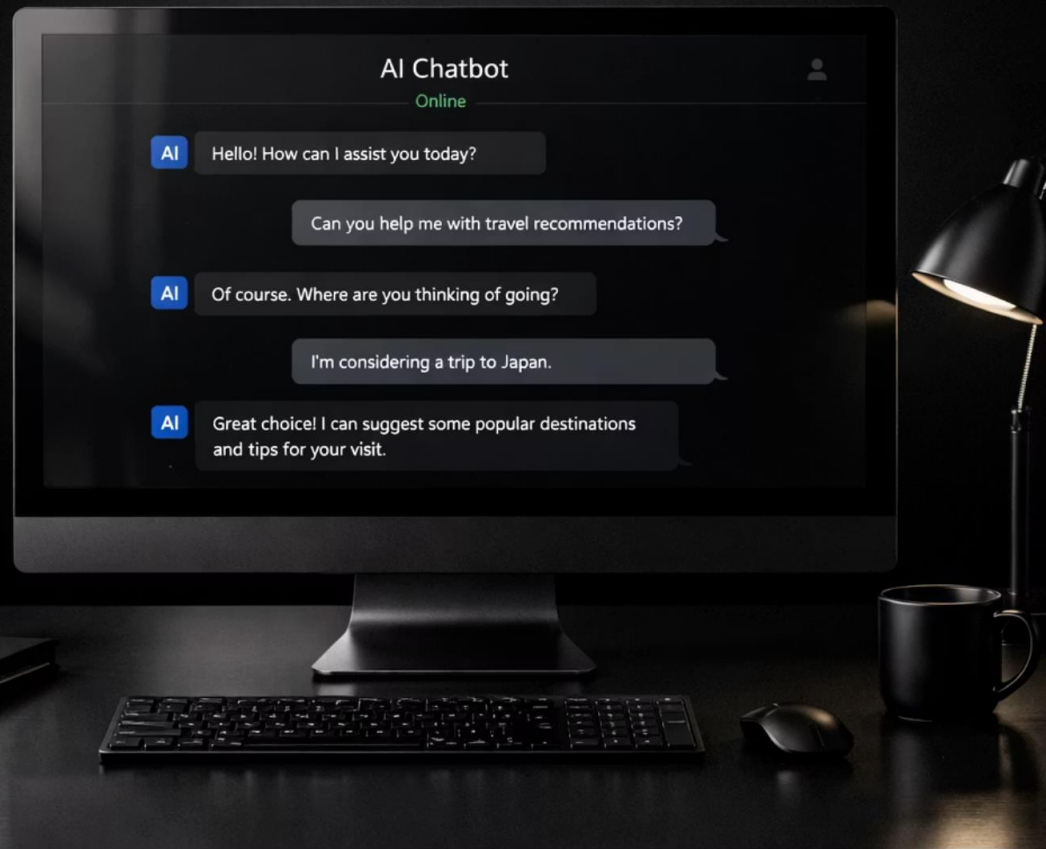 AI Chatbot
Online
AI
Hello! How can I assist you today?
Can you help me with travel recommendations?
AI
Of course. Where are you thinking of going?
I'm considering a trip to Japan.
AI
Great choice! I can suggest some popular destinations
and tips for your visit.